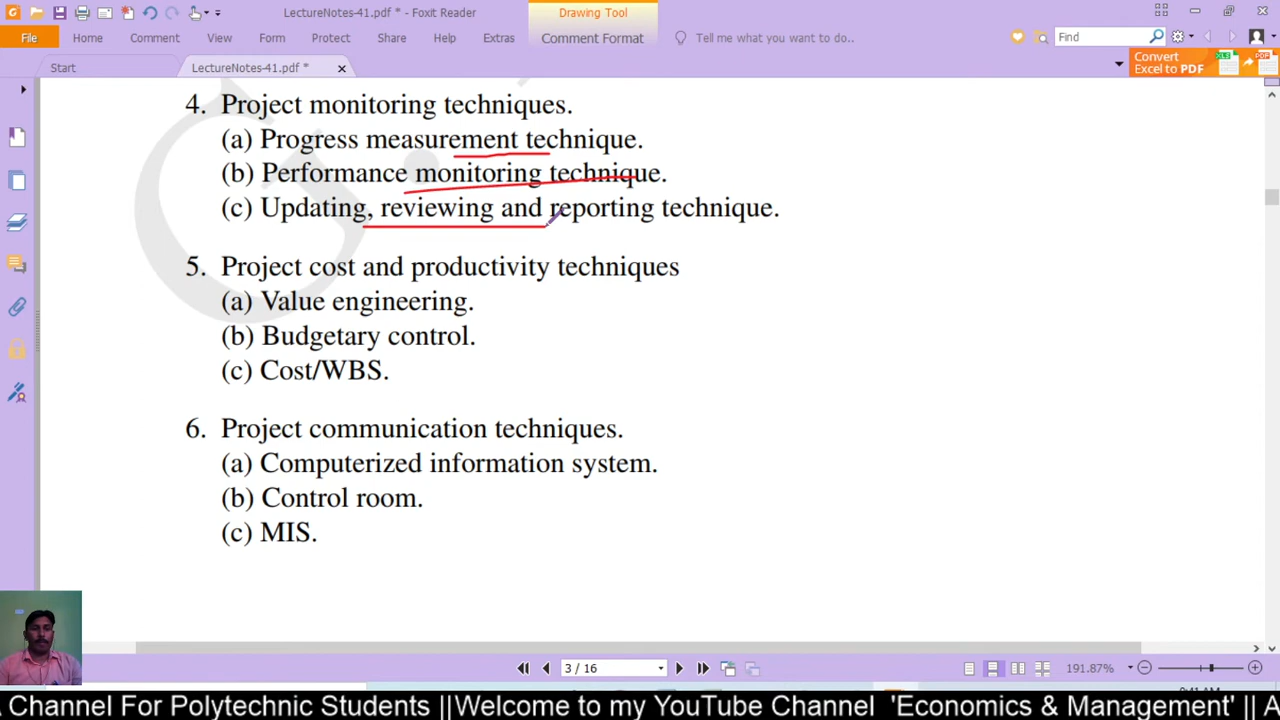 LectureNotes-41.pdf * - Foxit Reader
Drawing Tool
File
Home
Comment
View
Form
Protect
Share
Help
Extras
Comment Format
Tell me what you want to do..
Find
Start
LectureNotes-41.pdf *
Convert
Excel to PDF
4. Project monitoring techniques.
(a) Progress measurement technique.
(b) Performance monitoring technique.
(c) Updating, reviewing and reporting technique.
5. Project cost and productivity techniques
(a) Value engineering.
(b) Budgetary control.
(c) Cost/WBS.
6. Project communication techniques.
(a) Computerized information system.
(b) Control room.
(c) MIS.
3 / 16
191.87%
Channel For Polytechnic Students ||Welcome to my YouTube Channel 'Economics & Management' || A